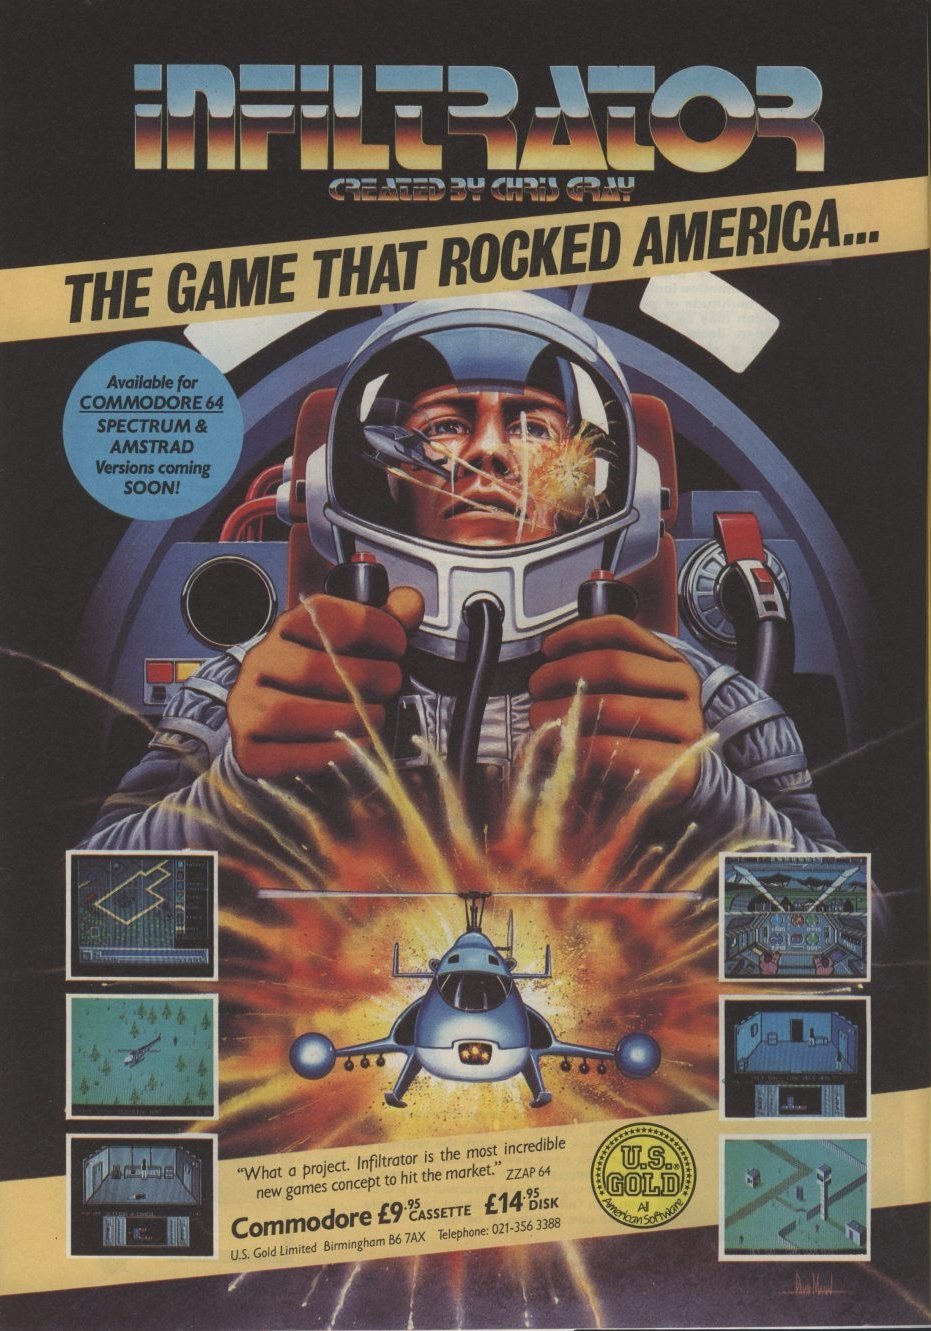 INFILTRATOR
CREATED BY CHRIS GRAY
THE GAME THAT ROCKED AMERICA...
Available for
COMMODORE 64
SPECTRUM &
AMSTRAD
Versions coming
SOON!
"What a project. Infiltrator is the most incredible
new games concept to hit the market." ZZAP 64
Commodore £9.95 CASSETTE £14.95 DISK
U.S. Gold Limited Birmingham B6 7AX Telephone: 021-356 3388
U.S.
GOLD
All
American Software